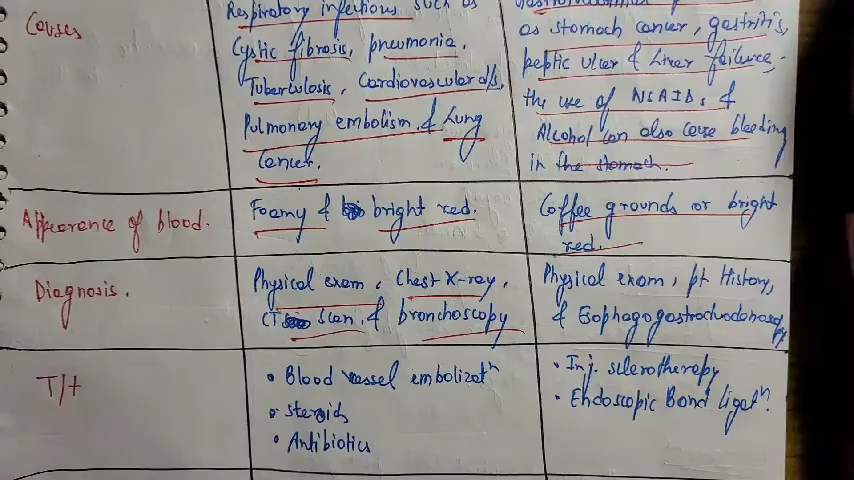 Respiratory infections such as
Causes
Cystic fibrosis, pneumonia,
Tuberculosis, Cardiovascular d/s,
Pulmonary embolism & Lung
Cancer.
as stomach cancer, gastritis,
peptic ulcer & Liver failure.
the use of NSAIDs &
Alcohol can also cause bleeding
in the stomach.
Appearence of blood.
Foamy & bright red.
Coffee grounds or bright
red.
Diagnosis.
Physical exam, Chest X-ray,
CT scan & bronchoscopy
Physical exam, pt History,
& Esophagogastroduodenoscopy
T/t
• Blood vessel embolizatⁿ
• Steroids
• Antibiotics
• Inj. sclerotherapy
• Endoscopic Band ligatⁿ.